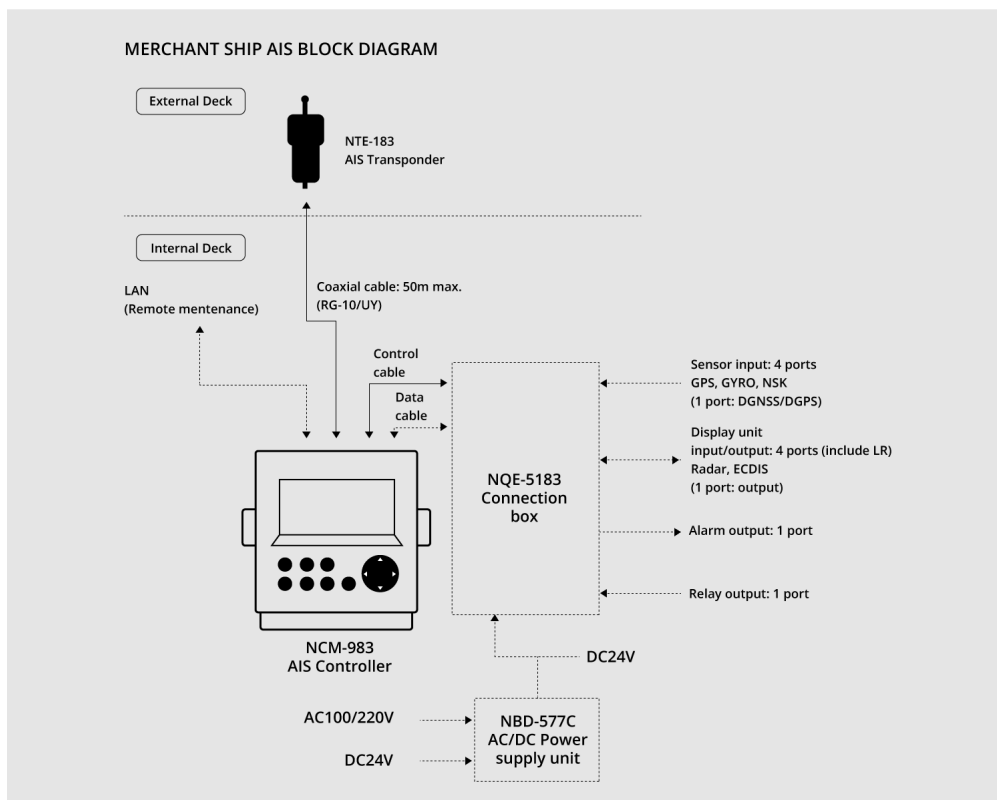 MERCHANT SHIP AIS BLOCK DIAGRAM
External Deck
NTE-183
AIS Transponder
Internal Deck
LAN
(Remote mentenance)
Coaxial cable: 50m max.
(RG-10/UY)
Control
cable
Data
cable
Sensor input: 4 ports
GPS, GYRO, NSK
(1 port: DGNSS/DGPS)
Display unit
input/output: 4 ports (include LR)
Radar, ECDIS
(1 port: output)
NQE-5183
Connection
box
Alarm output: 1 port
Relay output: 1 port
NCM-983
AIS Controller
DC24V
AC100/220V
DC24V
NBD-577C
AC/DC Power
supply unit